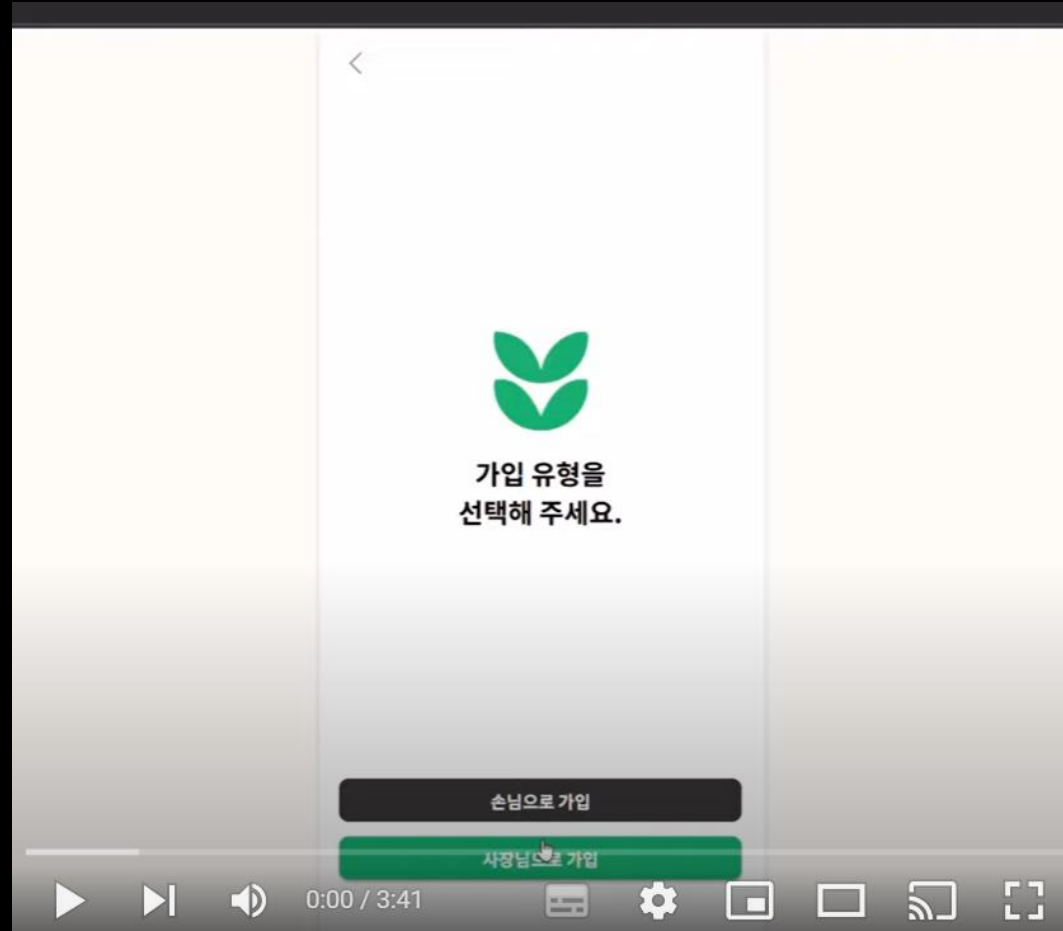 가입 유형을
선택해 주세요.
손님으로 가입
사장님으로 가입
0:00 / 3:41